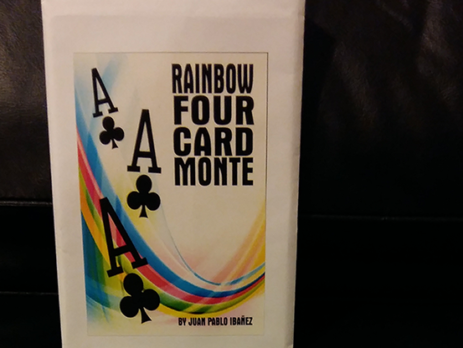 A
A
A
RAINBOW
FOUR
CARD
MONTE
BY JUAN PABLO IBAÑEZ